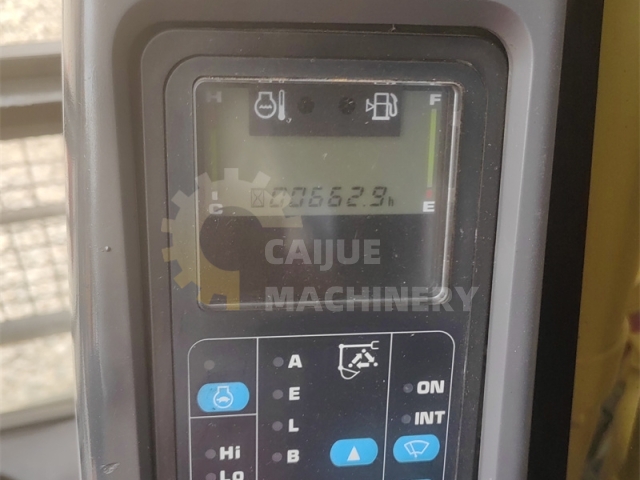 H F
00662.9h
C E
CAIJUE
MACHINERY
A
E
L
B
ON
INT
Hi
Lo